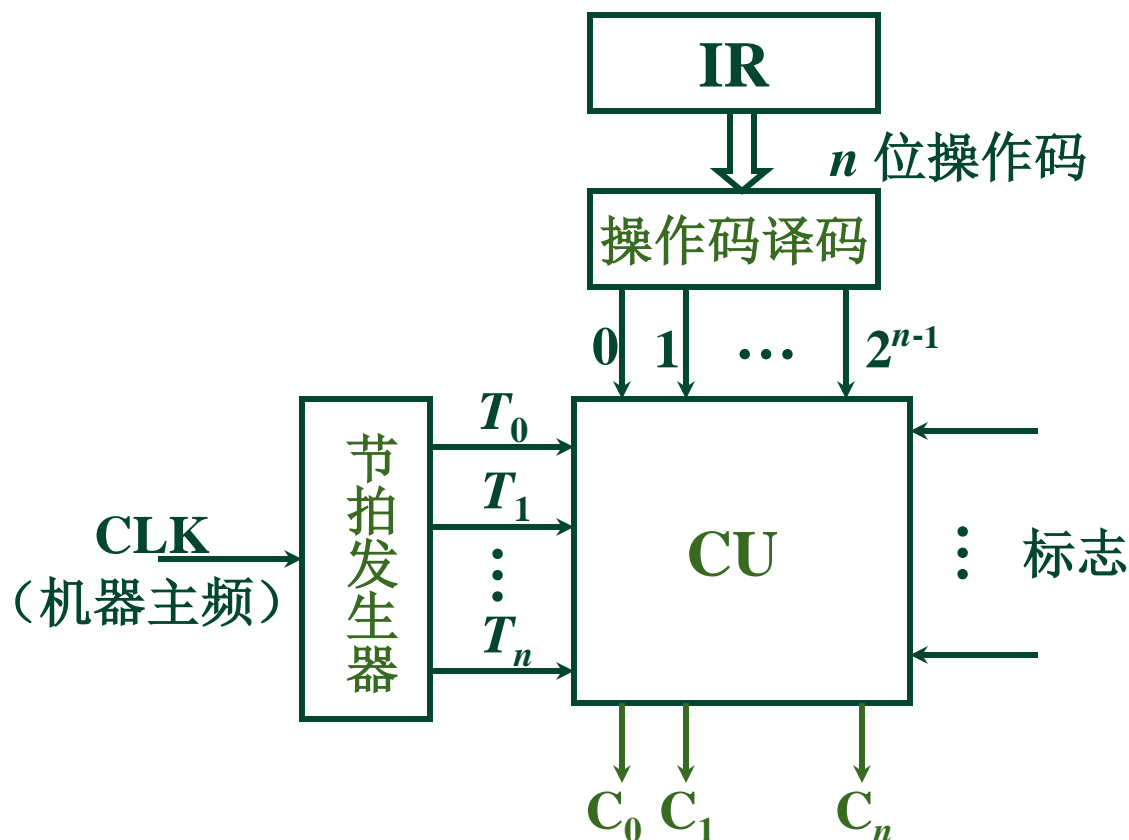 IR
n 位操作码
操作码译码
0 1 … 2ⁿ⁻¹
T₀
T₁
⋮
Tₙ
节拍发生器
CLK
（机器主频）
CU
⋮ 标志
C₀ C₁ Cₙ